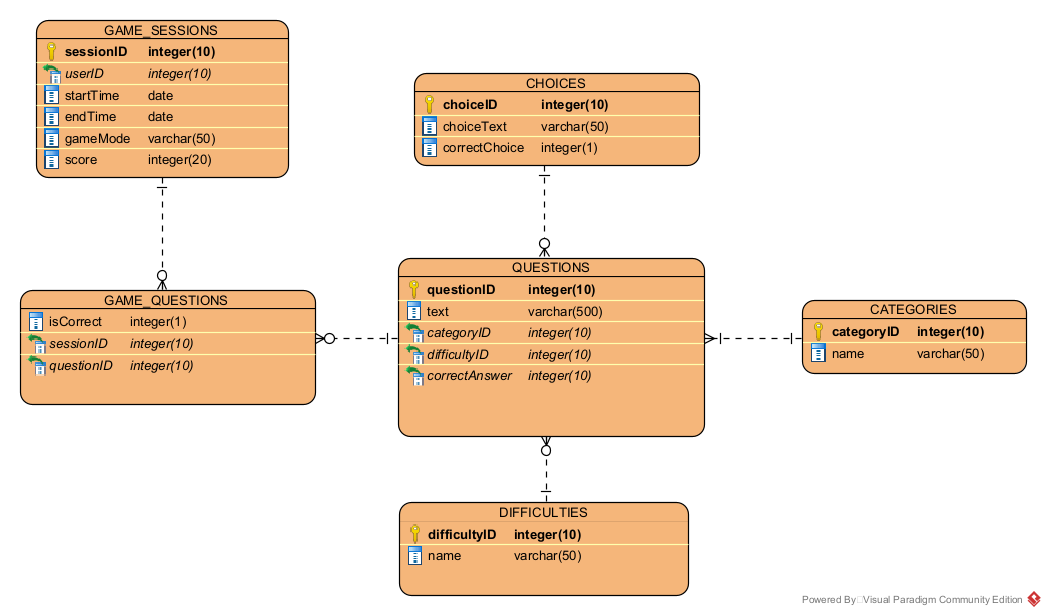 GAME_SESSIONS
sessionID integer(10)
userID integer(10)
startTime date
endTime date
gameMode varchar(50)
score integer(20)
CHOICES
choiceID integer(10)
choiceText varchar(50)
correctChoice integer(1)
GAME_QUESTIONS
isCorrect integer(1)
sessionID integer(10)
questionID integer(10)
QUESTIONS
questionID integer(10)
text varchar(500)
categoryID integer(10)
difficultyID integer(10)
correctAnswer integer(10)
CATEGORIES
categoryID integer(10)
name varchar(50)
DIFFICULTIES
difficultyID integer(10)
name varchar(50)
Powered By Visual Paradigm Community Edition